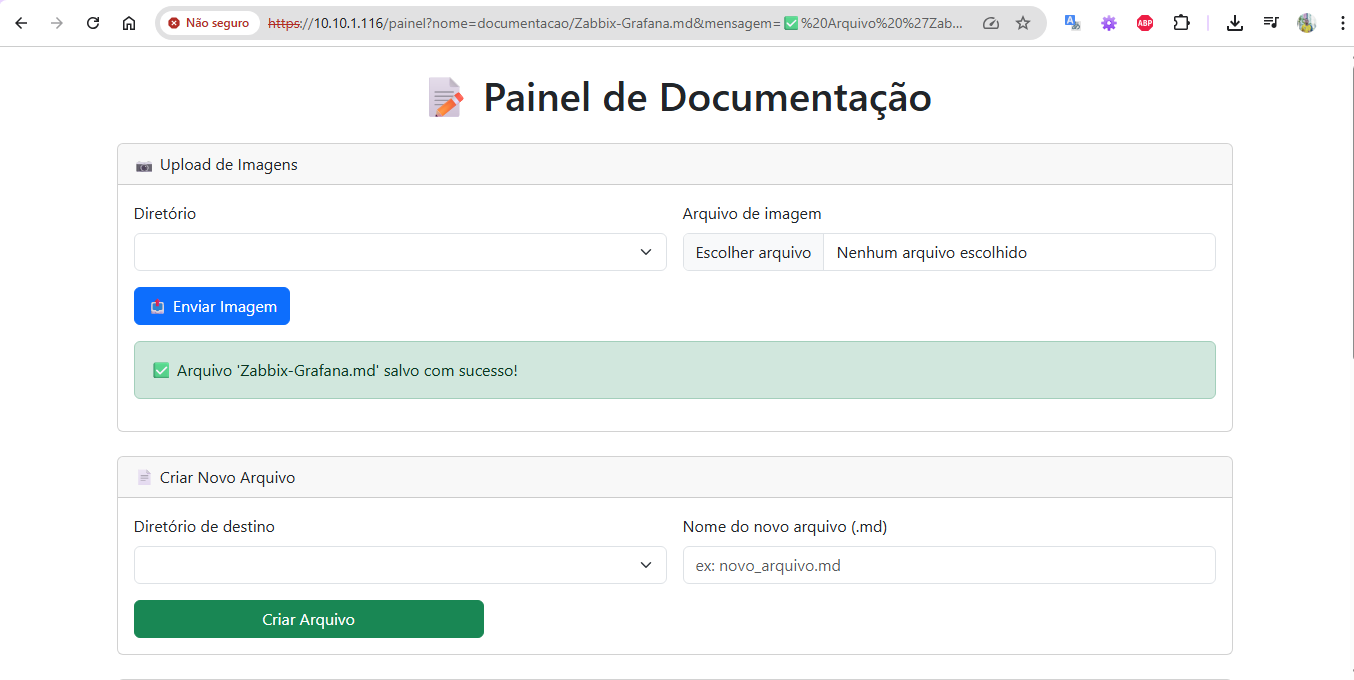 Não seguro
https://10.10.1.116/painel?nome=documentacao/Zabbix-Grafana.md&mensagem=✅%20Arquivo%20%27Zab...
ABP
📝 Painel de Documentação
📷 Upload de Imagens
Diretório
Arquivo de imagem
Escolher arquivo
Nenhum arquivo escolhido
📤 Enviar Imagem
✅ Arquivo 'Zabbix-Grafana.md' salvo com sucesso!
📄 Criar Novo Arquivo
Diretório de destino
Nome do novo arquivo (.md)
ex: novo_arquivo.md
Criar Arquivo